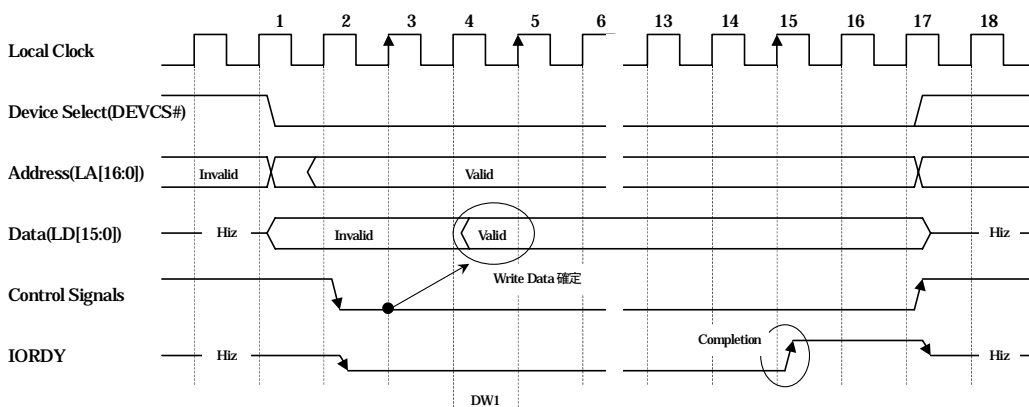 1 2 3 4 5 6 13 14 15 16 17 18
Local Clock
Device Select(DEVCS#)
Address(LA[16:0]) Invalid Valid
Data(LD[15:0]) Hiz Invalid Valid Hiz
Write Data 確定
Control Signals
Completion
IORDY Hiz Hiz
DW1